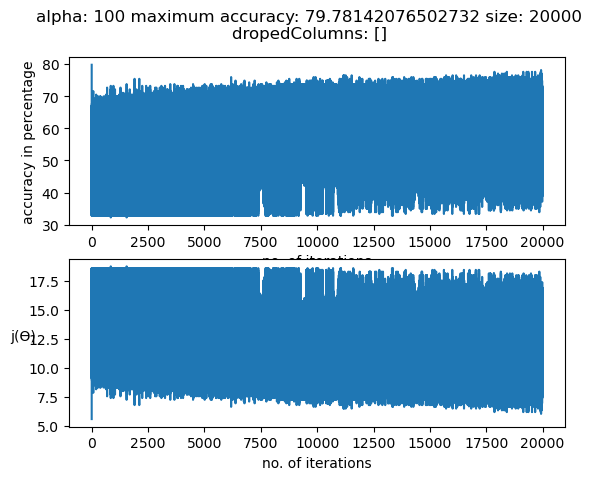 alpha: 100 maximum accuracy: 79.78142076502732 size: 20000
dropedColumns: []
80
70
60
50
40
30
accuracy in percentage
0 2500 5000 7500 10000 12500 15000 17500 20000
no. of iterations
17.5
15.0
12.5
10.0
7.5
5.0
j(Θ)
0 2500 5000 7500 10000 12500 15000 17500 20000
no. of iterations